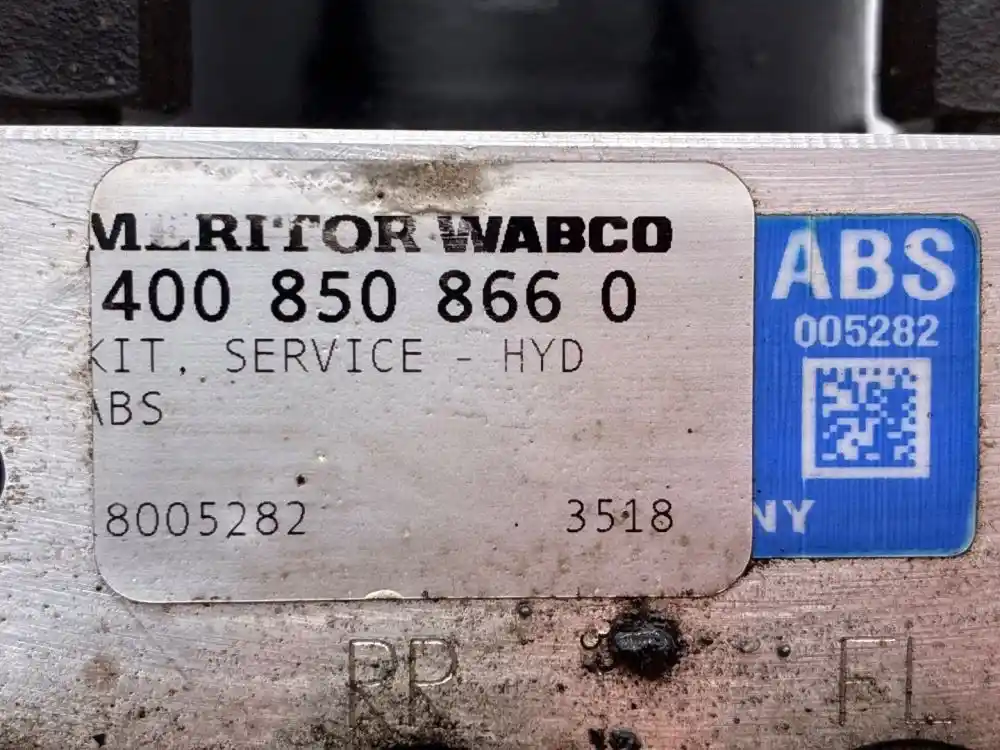 MERITOR WABCO
400 850 866 0
KIT, SERVICE - HYD
ABS
8005282 3518
ABS
005282
NY
RR FL